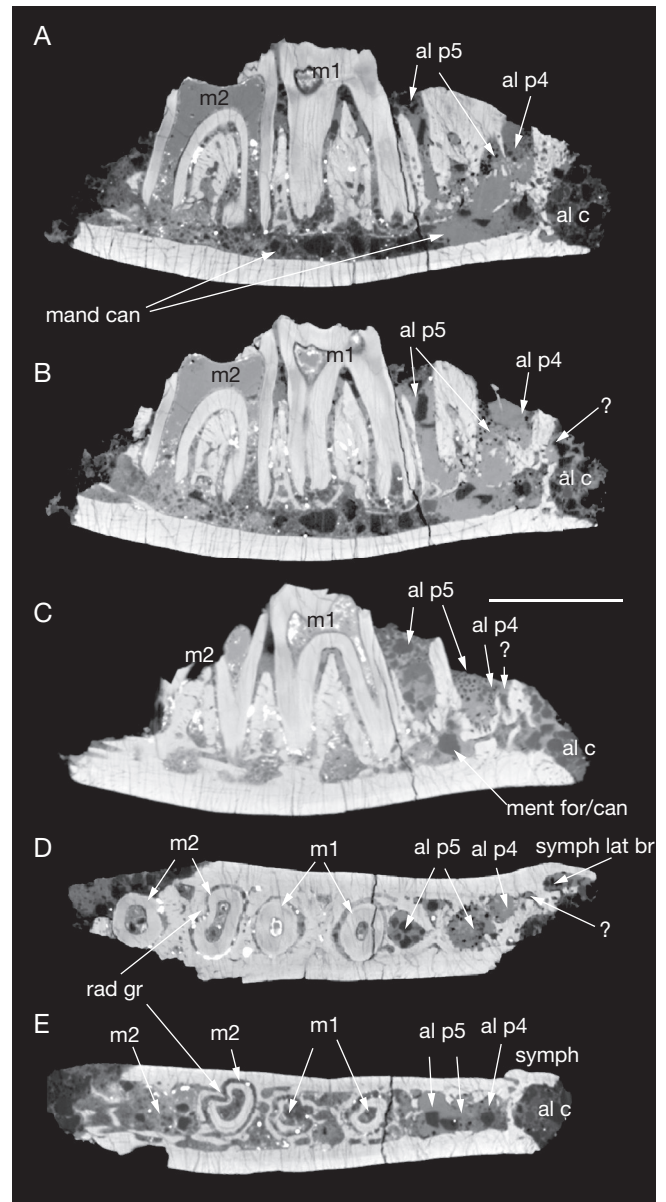 A
al p5
m1
al p4
m2
al c
mand can
al p5
B
m1
al p4
m2
?
al c
al p5
C
al p4
m1
?
m2
al c
ment for/can
D
m2
m1
al p5
al p4
symph lat br
?
rad gr
E
m2
m2
m1
al p5
al p4
symph
al c